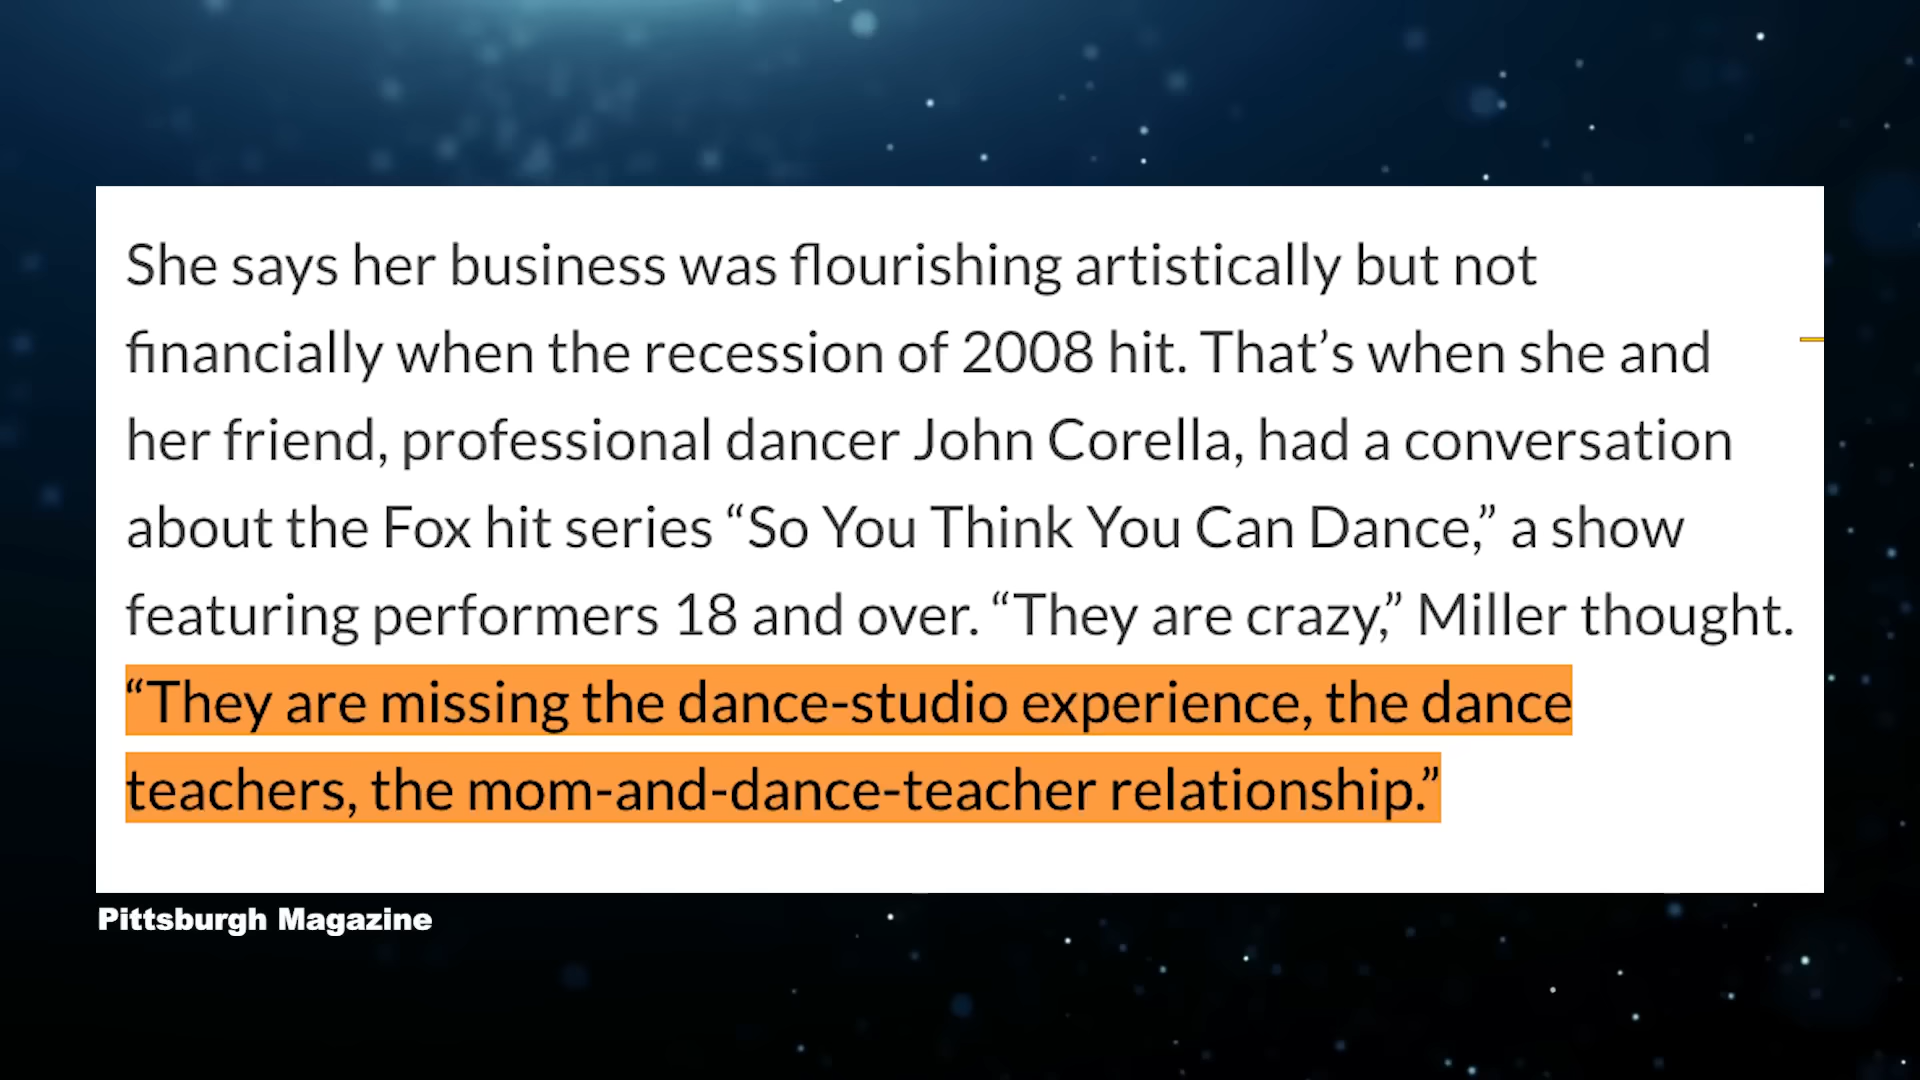 She says her business was flourishing artistically but not
financially when the recession of 2008 hit. That’s when she and
her friend, professional dancer John Corella, had a conversation
about the Fox hit series “So You Think You Can Dance,” a show
featuring performers 18 and over. “They are crazy,” Miller thought.
“They are missing the dance-studio experience, the dance
teachers, the mom-and-dance-teacher relationship.”
Pittsburgh Magazine